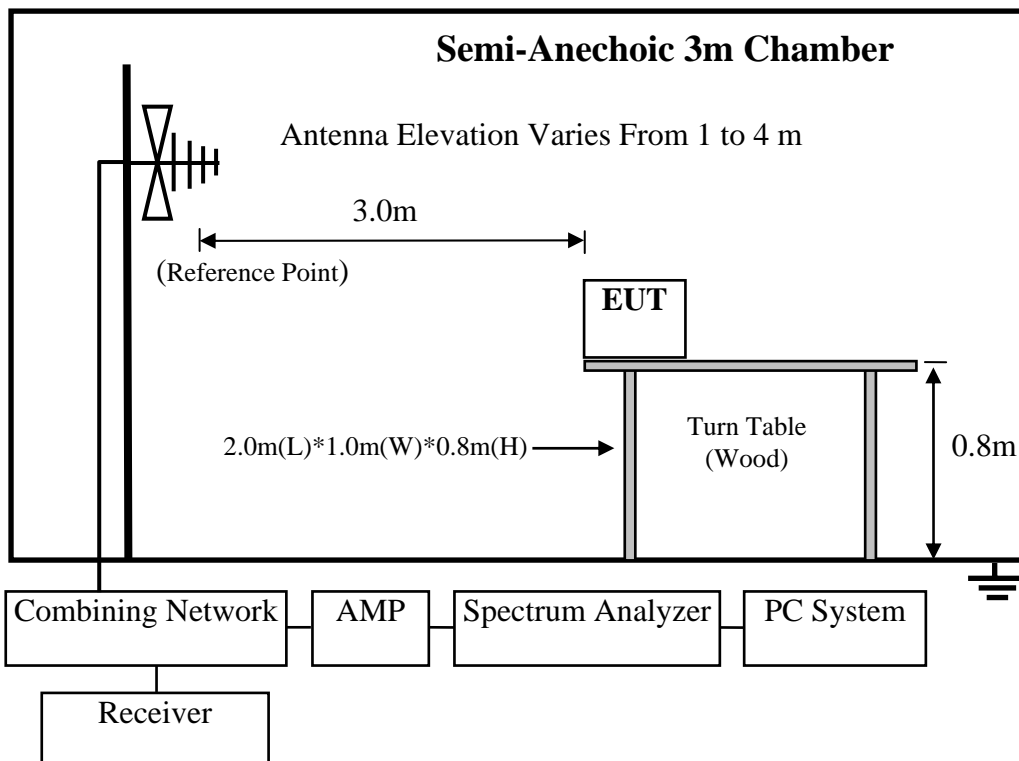 Semi-Anechoic 3m Chamber
Antenna Elevation Varies From 1 to 4 m
3.0m
(Reference Point)
EUT
2.0m(L)*1.0m(W)*0.8m(H)
Turn Table
(Wood)
0.8m
Combining Network
AMP
Spectrum Analyzer
PC System
Receiver